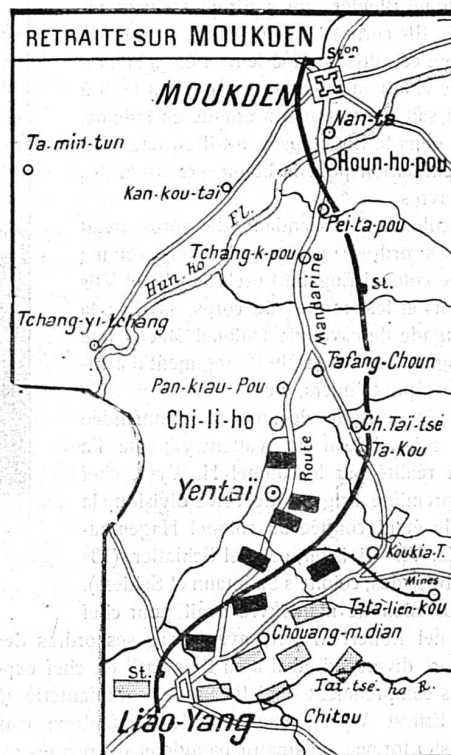 RETRAITE SUR MOUKDEN
St.on
MOUKDEN
Nan-ta
Ta-min-tun
Houn-ho-pou
Kan-kou-taï
Pei-ta-pou
Hun-ho Fl.
Tchang-k-pou
St.
Mandarine
Tchang-yi-tchang
Tafang-Choun
Pan-kiau-Pou
Chi-li-ho
Ch. Taï-tsé
Route
Ta-Kou
Yentaï
Koukia-T.
Mines
Tata-lien-kou
Chouang-m.dian
St.
Taï-tsé ho R.
Liao-Yang
Chitou